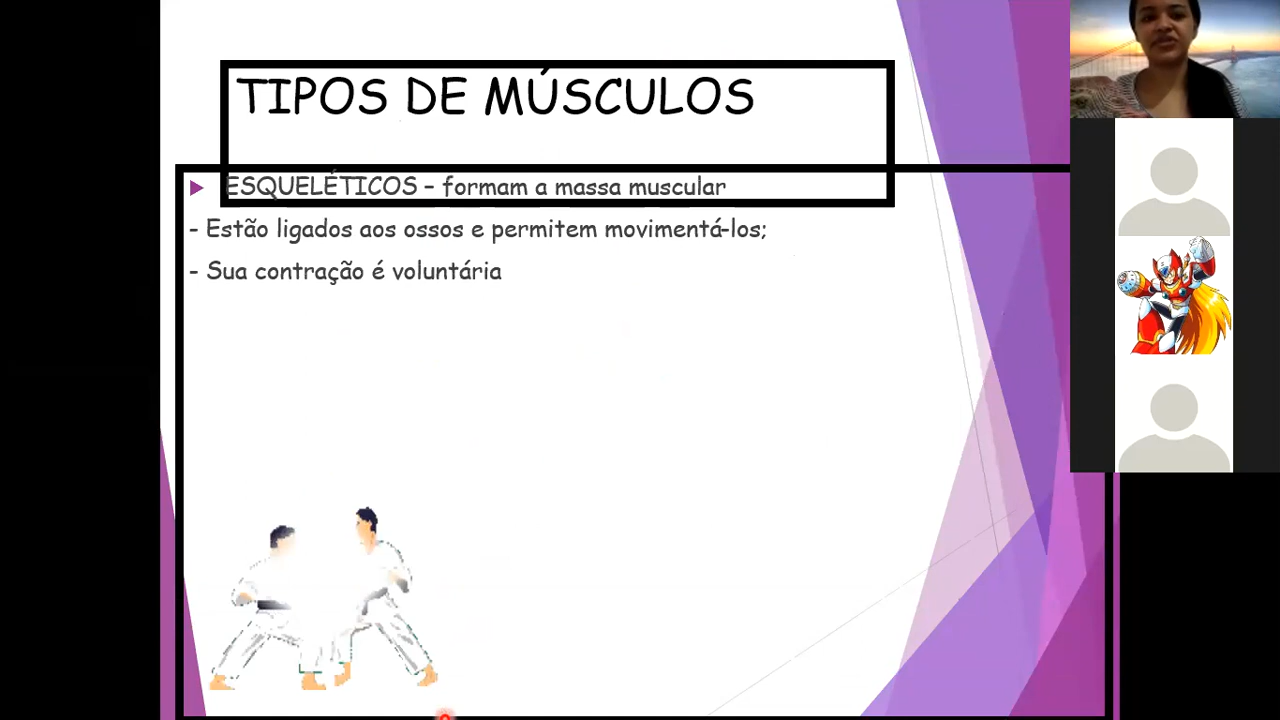 TIPOS DE MÚSCULOS
ESQUELÉTICOS – formam a massa muscular
- Estão ligados aos ossos e permitem movimentá-los;
- Sua contração é voluntária